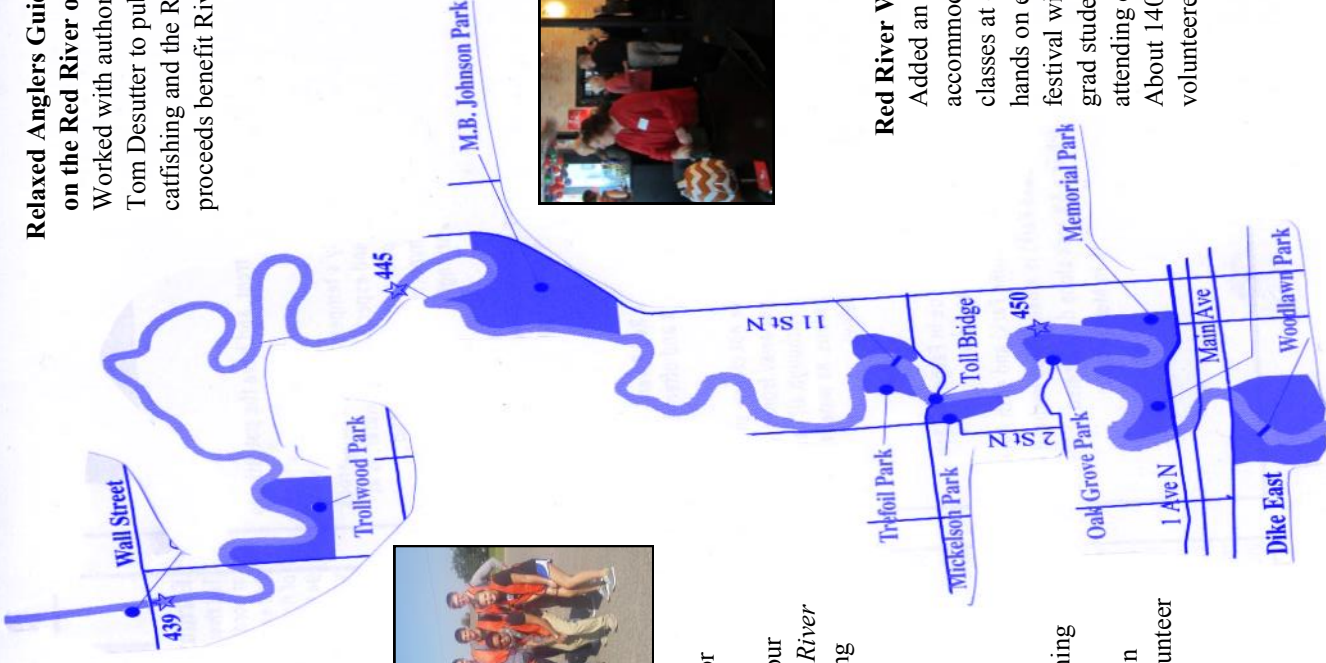 Relaxed Anglers Guid
on the Red River o
Worked with author
Tom Desutter to pu
catfishing and the R
proceeds benefit Riv
M.B. Johnson Park
445
Wall Street
439
Trollwood Park
11 St N
Toll Bridge
Trefoil Park
Mickelson Park
2 St N
450
Oak Grove Park
Memorial Park
1 Ave N
Main Ave
Woodlawn Park
Dike East
Red River
Added an
accommod
classes at
hands on e
festival wi
grad stude
attending
About 140
volunteere
or
our
River
ng
ning
n
unteer